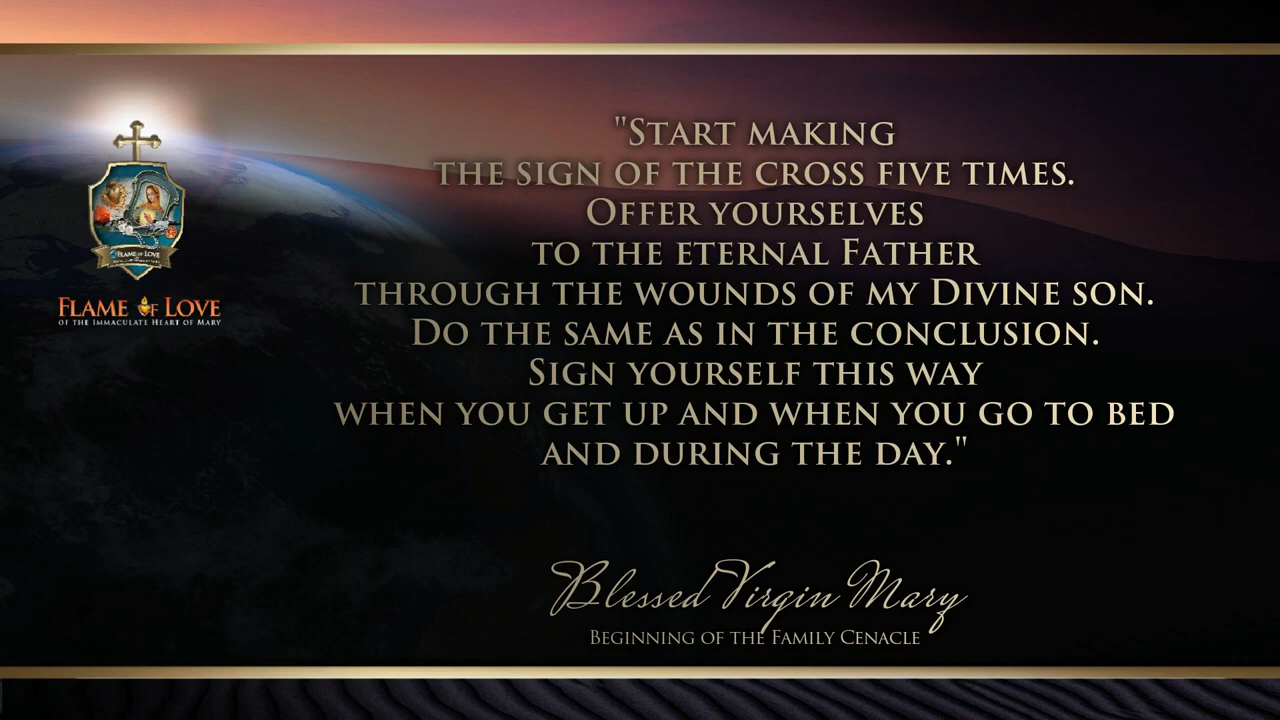 "Start making
the sign of the cross five times.
Offer yourselves
to the eternal Father
through the wounds of my Divine son.
Do the same as in the conclusion.
Sign yourself this way
when you get up and when you go to bed
and during the day."
Flame of Love
Flame of Love
of the Immaculate Heart of Mary
Blessed Virgin Mary
Beginning of the Family Cenacle